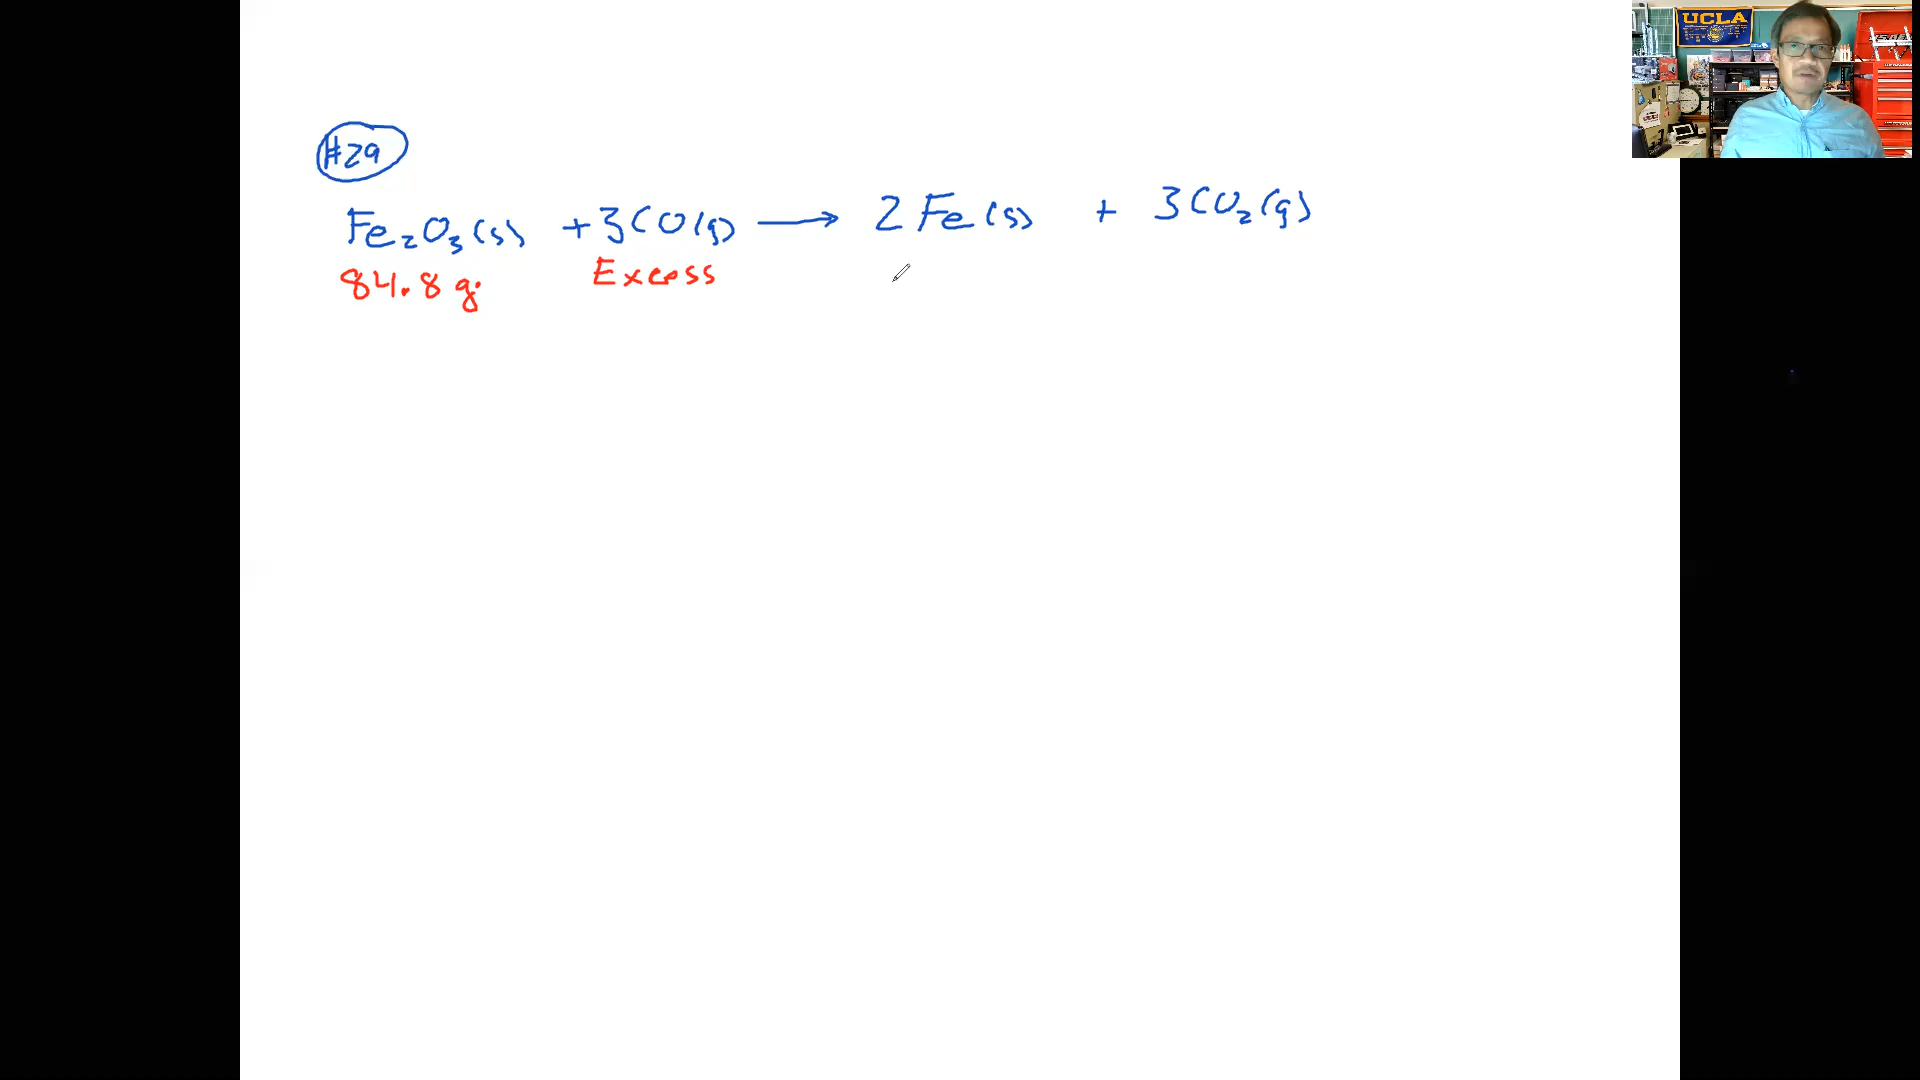 UCLA
#29
Fe₂O₃(s) + 3CO(g) ⟶ 2Fe(s) + 3CO₂(g)
84.8 g. Excess